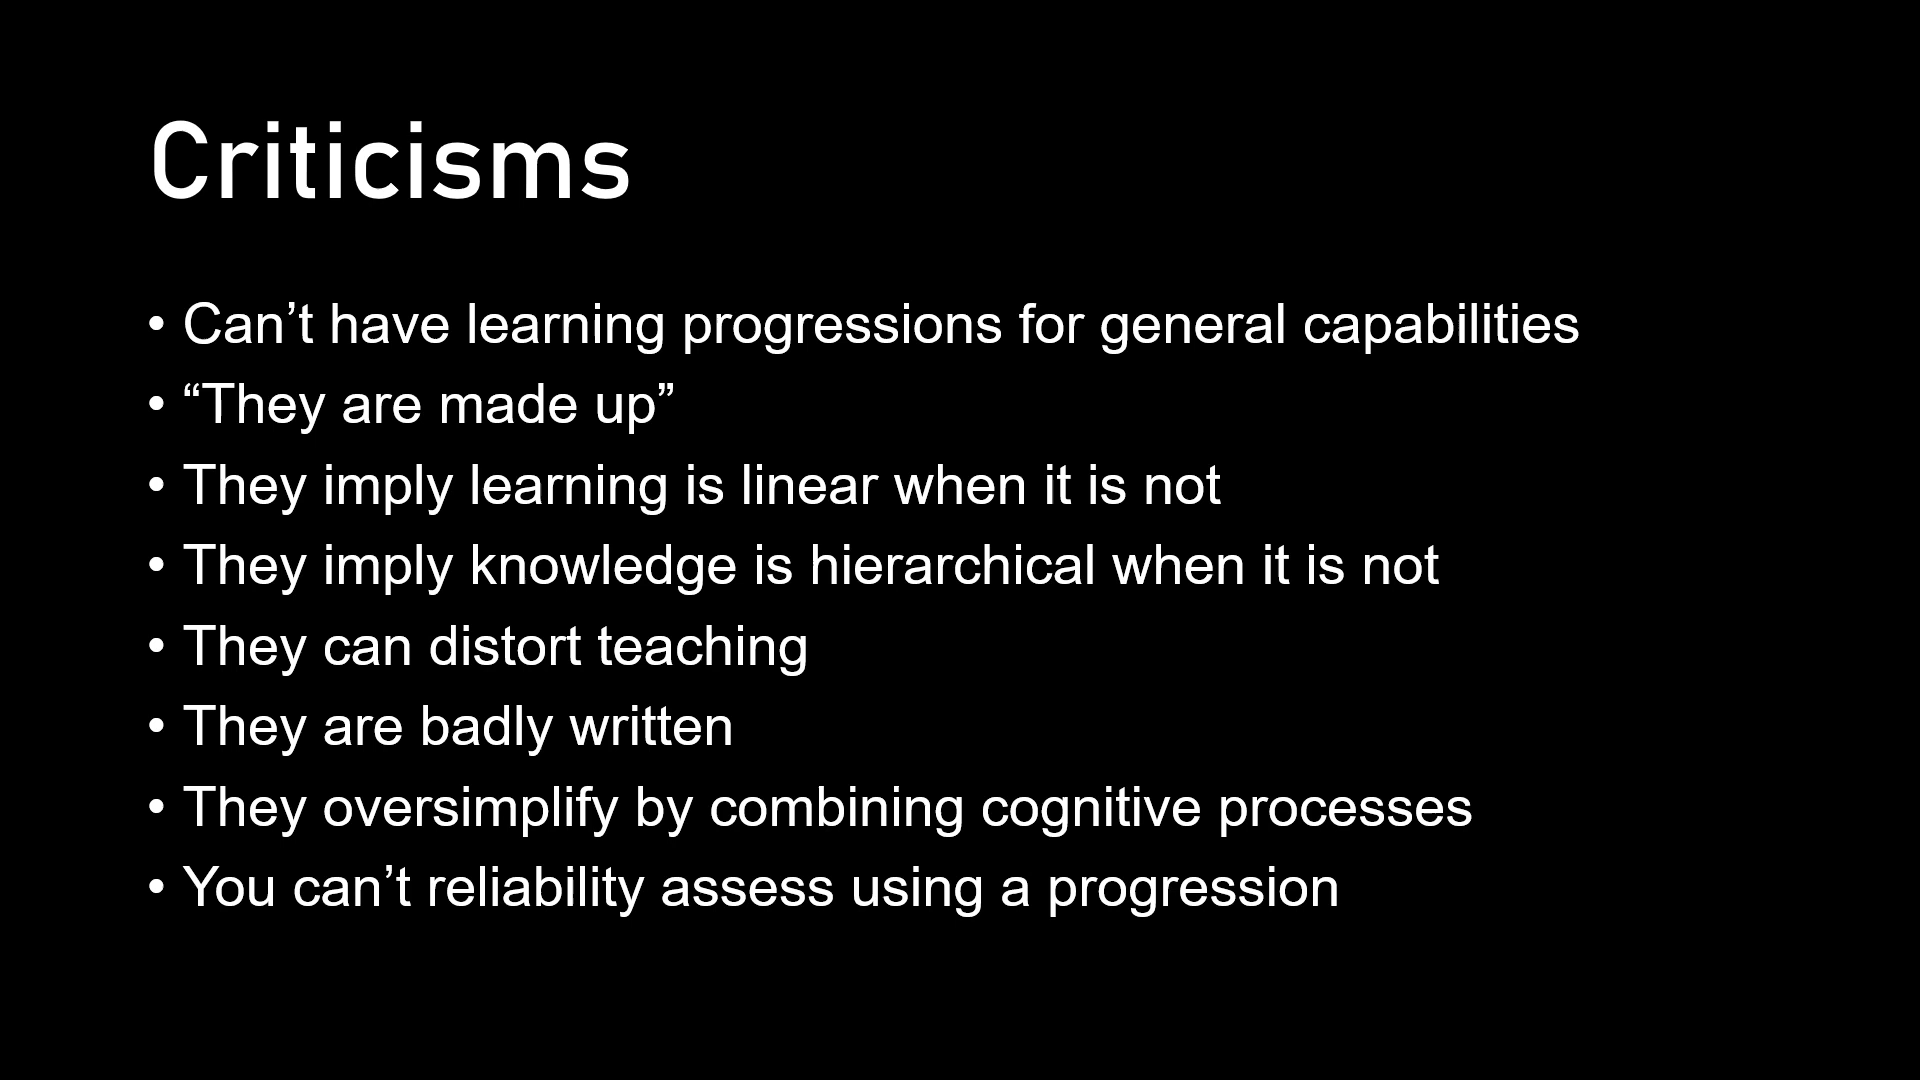 Criticisms
• Can’t have learning progressions for general capabilities
• “They are made up”
• They imply learning is linear when it is not
• They imply knowledge is hierarchical when it is not
• They can distort teaching
• They are badly written
• They oversimplify by combining cognitive processes
• You can’t reliability assess using a progression